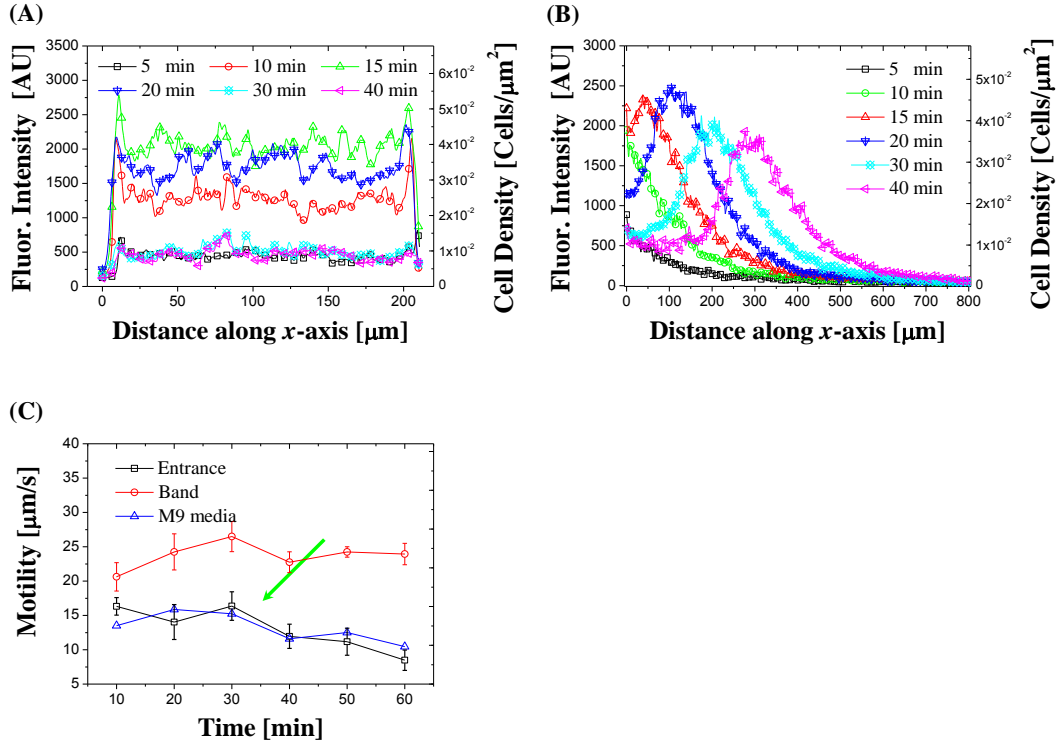 (A)
Fluor. Intensity [AU]
3500
3000
2500
2000
1500
1000
500
0
5 min
10 min
15 min
20 min
30 min
40 min
6x10⁻²
5x10⁻²
4x10⁻²
3x10⁻²
2x10⁻²
1x10⁻²
0
Cell Density [Cells/μm²]
0 50 100 150 200
Distance along x-axis [μm]
(B)
Fluor. Intensity [AU]
3000
2500
2000
1500
1000
500
0
5 min
10 min
15 min
20 min
30 min
40 min
5x10⁻²
4x10⁻²
3x10⁻²
2x10⁻²
1x10⁻²
0
Cell Density [Cells/μm²]
0 100 200 300 400 500 600 700 800
Distance along x-axis [μm]
(C)
Motility [μm/s]
40
35
30
25
20
15
10
5
Entrance
Band
M9 media
10 20 30 40 50 60
Time [min]